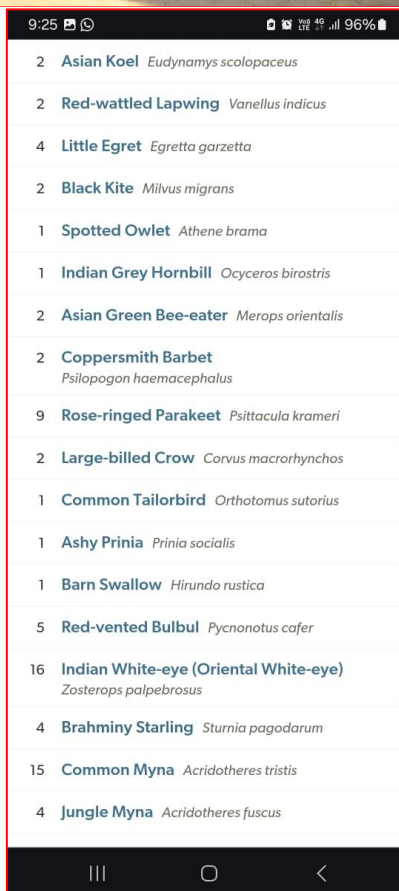 9:25 Vo)) LTE 4G 96%
2 Asian Koel Eudynamys scolopaceus
2 Red-wattled Lapwing Vanellus indicus
4 Little Egret Egretta garzetta
2 Black Kite Milvus migrans
1 Spotted Owlet Athene brama
1 Indian Grey Hornbill Ocyceros birostris
2 Asian Green Bee-eater Merops orientalis
2 Coppersmith Barbet
Psilopogon haemacephalus
9 Rose-ringed Parakeet Psittacula krameri
2 Large-billed Crow Corvus macrorhynchos
1 Common Tailorbird Orthotomus sutorius
1 Ashy Prinia Prinia socialis
1 Barn Swallow Hirundo rustica
5 Red-vented Bulbul Pycnonotus cafer
16 Indian White-eye (Oriental White-eye)
Zosterops palpebrosus
4 Brahminy Starling Sturnia pagodarum
15 Common Myna Acridotheres tristis
4 Jungle Myna Acridotheres fuscus